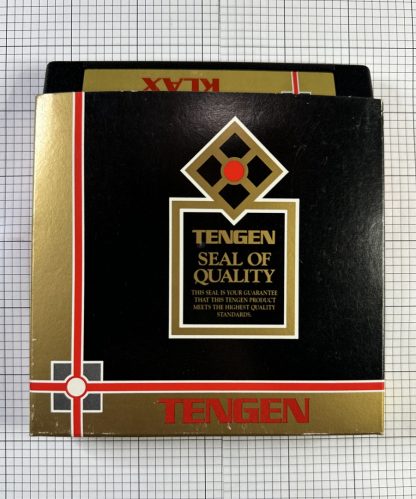 KLAX
TENGEN
SEAL OF
QUALITY
THIS SEAL IS YOUR GUARANTEE
THAT THIS TENGEN PRODUCT
MEETS THE HIGHEST QUALITY
STANDARDS.
TENGEN